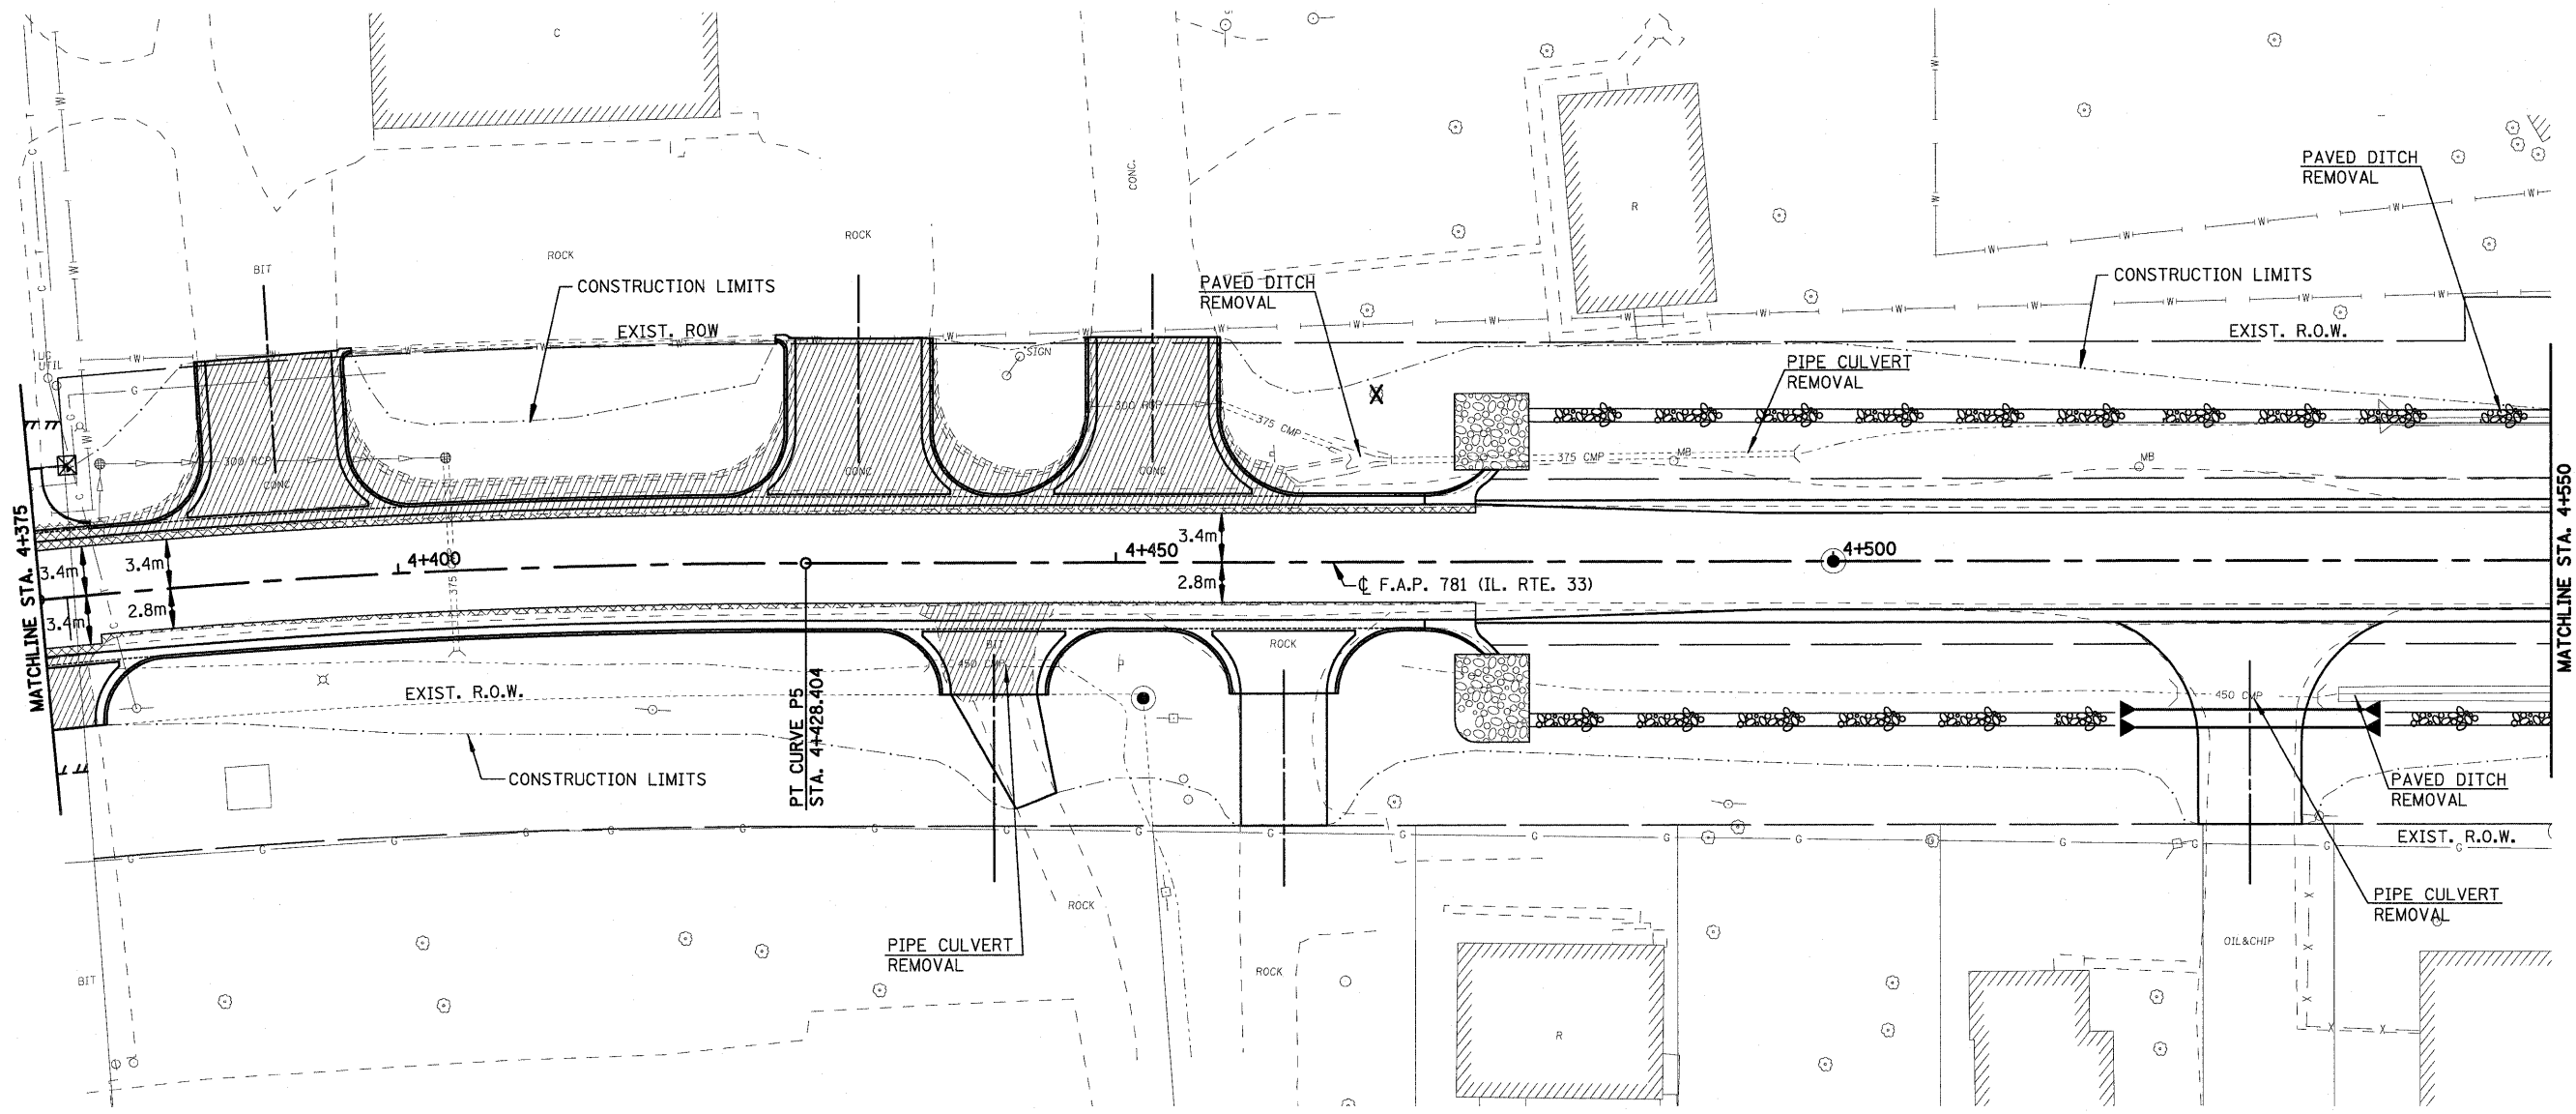 C
CONC.
R
PAVED DITCH
REMOVAL
BIT
ROCK
ROCK
CONSTRUCTION LIMITS
PAVED DITCH
REMOVAL
CONSTRUCTION LIMITS
EXIST. ROW
EXIST. R.O.W.
UG
UTIL
SIGN
PIPE CULVERT
REMOVAL
300 RCP
300 RCP
375 CMP
375 CMP
MB
MB
CONC
CONC
CONC
MATCHLINE STA. 4+375
3.4m
3.4m
3.4m
2.8m
4+400
375
4+450
3.4m
2.8m
℄ F.A.P. 781 (IL. RTE. 33)
4+500
MATCHLINE STA. 4+550
PT CURVE P5
STA. 4+428.404
BIT
450 CMP
ROCK
EXIST. R.O.W.
450 CMP
CONSTRUCTION LIMITS
PAVED DITCH
REMOVAL
EXIST. R.O.W.
PIPE CULVERT
REMOVAL
ROCK
PIPE CULVERT
REMOVAL
ROCK
OIL&CHIP
BIT
R